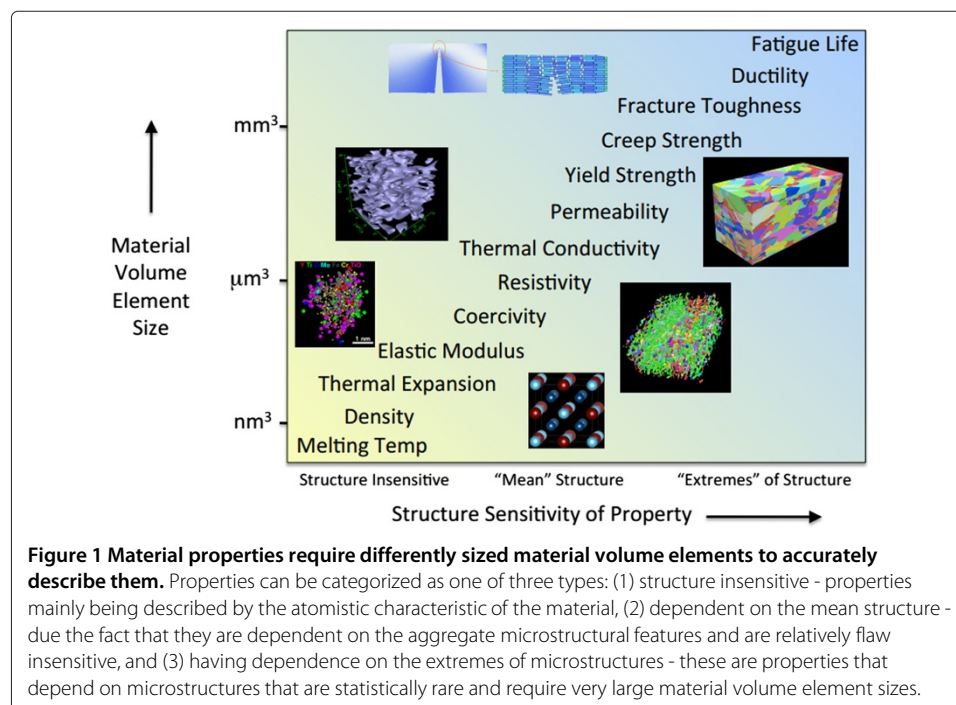 Fatigue Life
Ductility
Fracture Toughness
mm³
Creep Strength
Yield Strength
Permeability
Material
Volume
Element
Size
Thermal Conductivity
μm³
Resistivity
Coercivity
1 nm
Elastic Modulus
Thermal Expansion
nm³
Density
Melting Temp
Structure Insensitive
“Mean” Structure
“Extremes” of Structure
Structure Sensitivity of Property
Figure 1 Material properties require differently sized material volume elements to accurately
describe them. Properties can be categorized as one of three types: (1) structure insensitive - properties
mainly being described by the atomistic characteristic of the material, (2) dependent on the mean structure -
due the fact that they are dependent on the aggregate microstructural features and are relatively flaw
insensitive, and (3) having dependence on the extremes of microstructures - these are properties that
depend on microstructures that are statistically rare and require very large material volume element sizes.